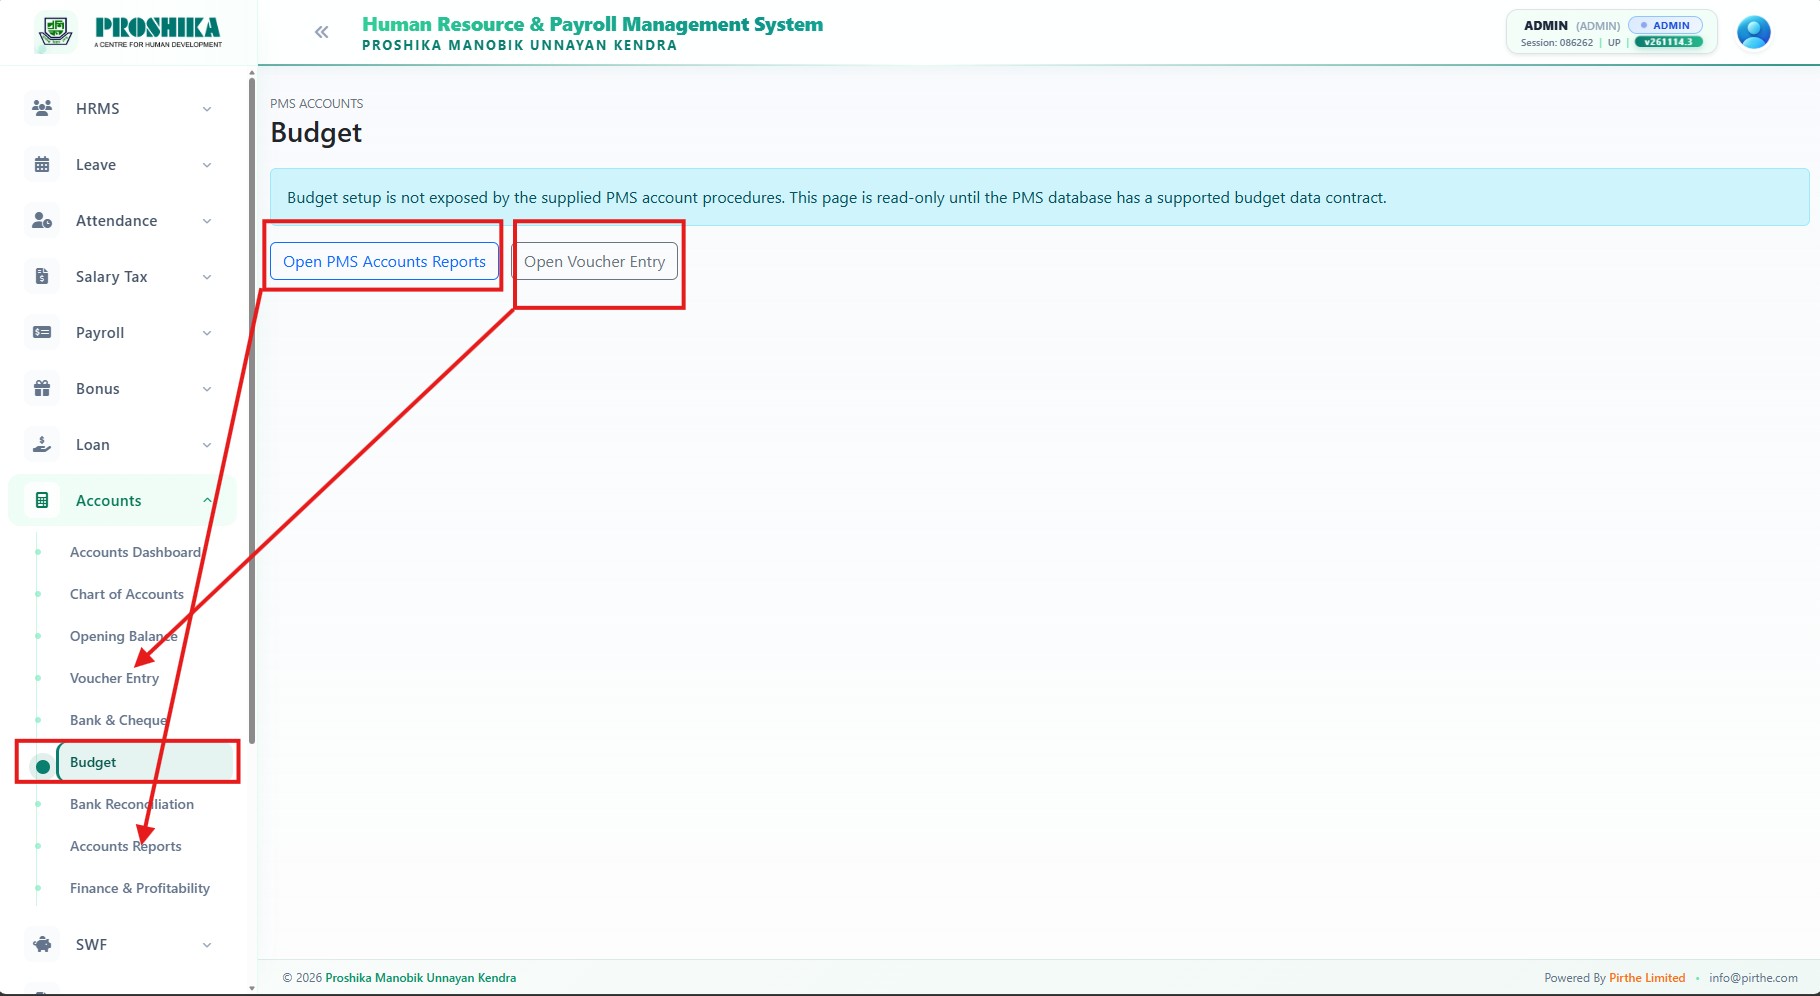 PROSHIKA
A CENTRE FOR HUMAN DEVELOPMENT
Human Resource & Payroll Management System
PROSHIKA MANOBIK UNNAYAN KENDRA
ADMIN (ADMIN) ADMIN
Session: 086262 | UP | v261114.3
HRMS
Leave
Attendance
Salary Tax
Payroll
Bonus
Loan
Accounts
Accounts Dashboard
Chart of Accounts
Opening Balance
Voucher Entry
Bank & Cheque
Budget
Bank Reconciliation
Accounts Reports
Finance & Profitability
SWF
PMS ACCOUNTS
Budget
Budget setup is not exposed by the supplied PMS account procedures. This page is read-only until the PMS database has a supported budget data contract.
Open PMS Accounts Reports
Open Voucher Entry
© 2026 Proshika Manobik Unnayan Kendra
Powered By Pirthe Limited • info@pirthe.com